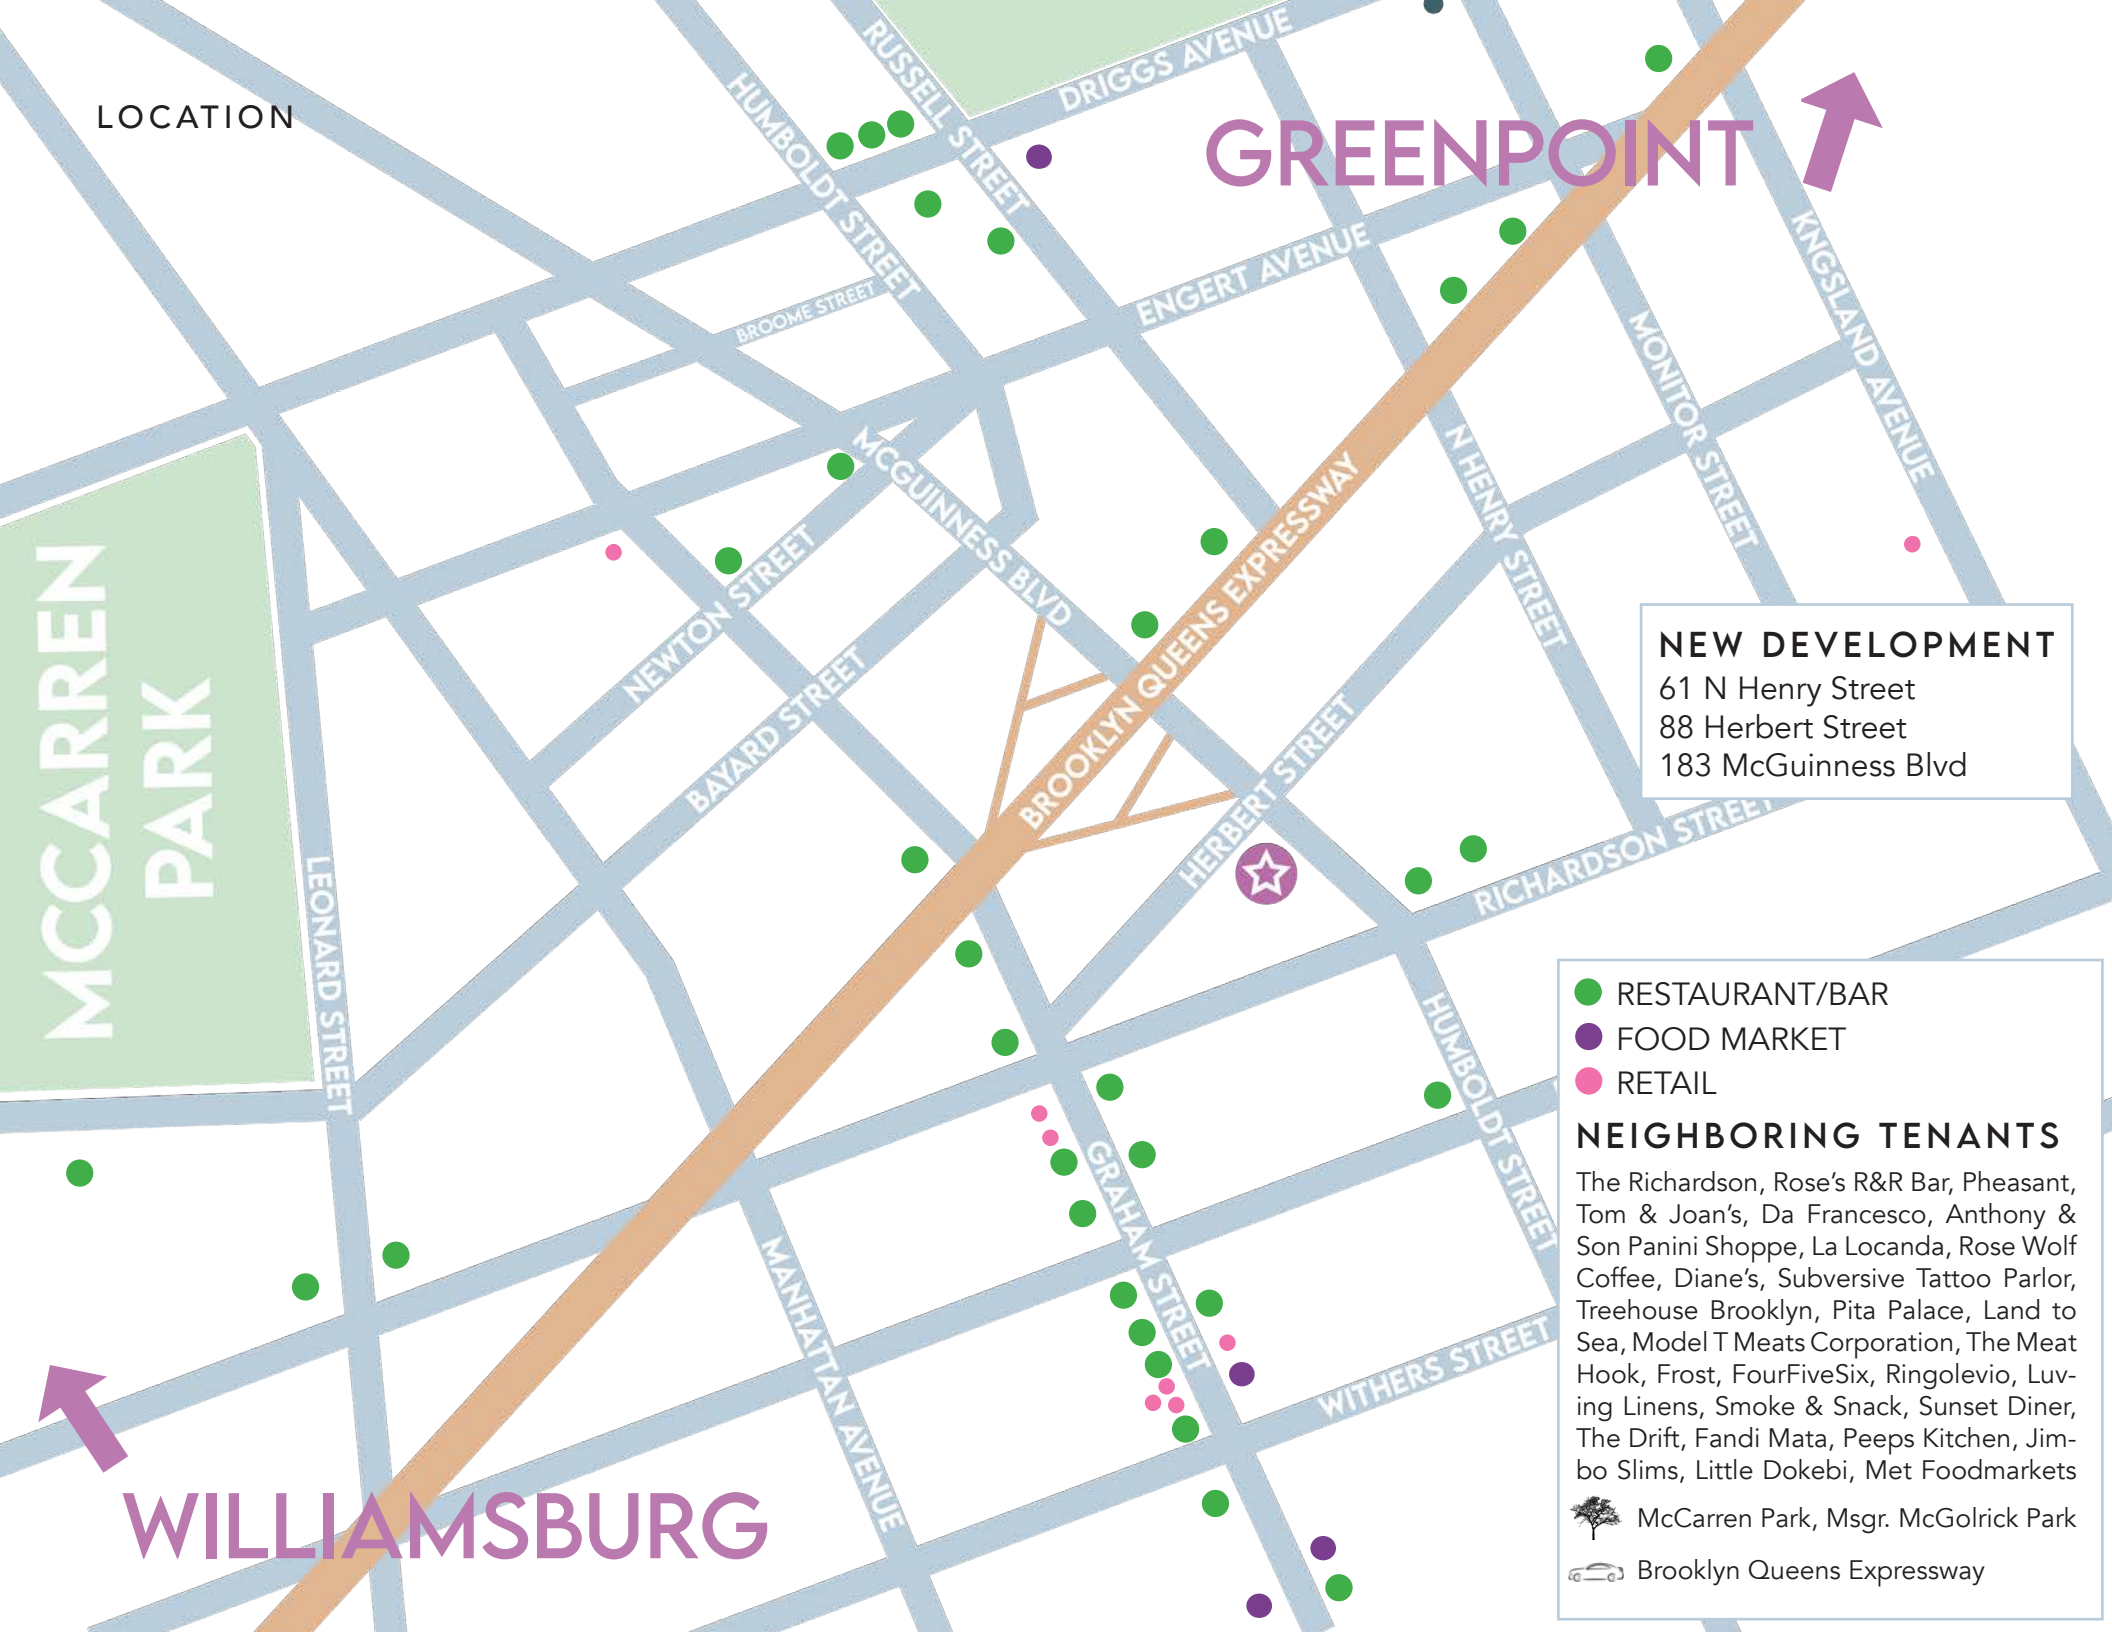 LOCATION
RUSSELL STREET
DRIGGS AVENUE
HUMBOLDT STREET
GREENPOINT
KNGSLAND AVENUE
ENGERT AVENUE
BROOME STREET
MONITOR STREET
MCGUINNESS BLVD
N HENRY STREET
BROOKLYN QUEENS EXPRESSWAY
NEWTON STREET
BAYARD STREET
MCCARREN
PARK
LEONARD STREET
HERBERT STREET
RICHARDSON STREET
NEW DEVELOPMENT
61 N Henry Street
88 Herbert Street
183 McGuinness Blvd
HUMBOLDT STREET
GRAHAM STREET
MANHATTAN AVENUE
WITHERS STREET
WILLIAMSBURG
RESTAURANT/BAR
FOOD MARKET
RETAIL
NEIGHBORING TENANTS
The Richardson, Rose's R&R Bar, Pheasant,
Tom & Joan's, Da Francesco, Anthony &
Son Panini Shoppe, La Locanda, Rose Wolf
Coffee, Diane's, Subversive Tattoo Parlor,
Treehouse Brooklyn, Pita Palace, Land to
Sea, Model T Meats Corporation, The Meat
Hook, Frost, FourFiveSix, Ringolevio, Luv-
ing Linens, Smoke & Snack, Sunset Diner,
The Drift, Fandi Mata, Peeps Kitchen, Jim-
bo Slims, Little Dokebi, Met Foodmarkets
McCarren Park, Msgr. McGolrick Park
Brooklyn Queens Expressway